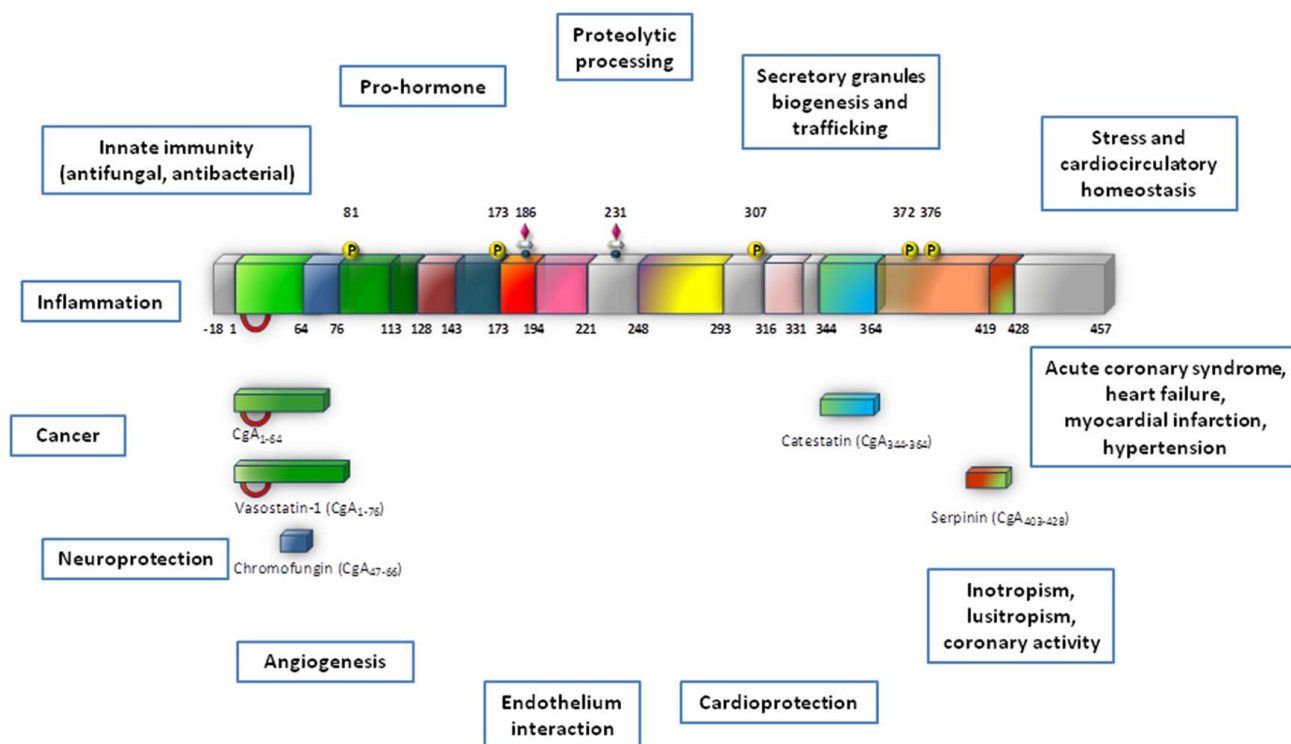 Proteolytic
processing
Pro-hormone
Secretory granules
biogenesis and
trafficking
Innate immunity
(antifungal, antibacterial)
Stress and
cardiocirculatory
homeostasis
81 173 186 231 307 372 376
P P P P P
Inflammation
-18 1 64 76 113 128 143 173 194 221 248 293 316 331 344 364 419 428 457
Acute coronary syndrome,
heart failure,
myocardial infarction,
hypertension
Cancer
CgA1-64
Catestatin (CgA344-364)
Vasostatin-1 (CgA1-76)
Serpinin (CgA403-428)
Neuroprotection
Chromofungin (CgA47-66)
Inotropism,
lusitropism,
coronary activity
Angiogenesis
Endothelium
interaction
Cardioprotection